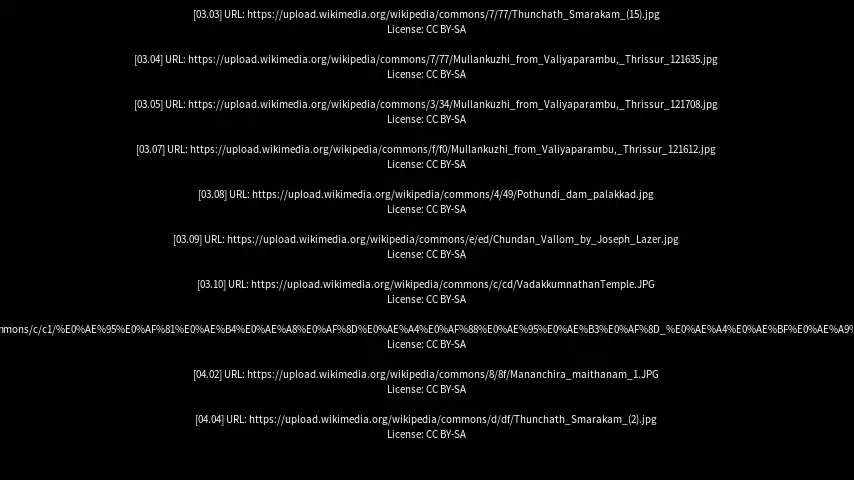 [03.03] URL: https://upload.wikimedia.org/wikipedia/commons/7/77/Thunchath_Smarakam_(15).jpg
License: CC BY-SA
[03.04] URL: https://upload.wikimedia.org/wikipedia/commons/7/77/Mullankuzhi_from_Valiyaparambu,_Thrissur_121635.jpg
License: CC BY-SA
[03.05] URL: https://upload.wikimedia.org/wikipedia/commons/3/34/Mullankuzhi_from_Valiyaparambu,_Thrissur_121708.jpg
License: CC BY-SA
[03.07] URL: https://upload.wikimedia.org/wikipedia/commons/f/f0/Mullankuzhi_from_Valiyaparambu,_Thrissur_121612.jpg
License: CC BY-SA
[03.08] URL: https://upload.wikimedia.org/wikipedia/commons/4/49/Pothundi_dam_palakkad.jpg
License: CC BY-SA
[03.09] URL: https://upload.wikimedia.org/wikipedia/commons/e/ed/Chundan_Vallom_by_Joseph_Lazer.jpg
License: CC BY-SA
[03.10] URL: https://upload.wikimedia.org/wikipedia/commons/c/cd/VadakkumnathanTemple.JPG
License: CC BY-SA
mmons/c/c1/%E0%AE%95%E0%AF%81%E0%AE%B4%E0%AE%A8%E0%AF%8D%E0%AE%A4%E0%AF%88%E0%AE%95%E0%AE%B3%E0%AF%8D_%E0%AE%A4%E0%AE%BF%E0%AE%A9%
License: CC BY-SA
[04.02] URL: https://upload.wikimedia.org/wikipedia/commons/8/8f/Mananchira_maithanam_1.JPG
License: CC BY-SA
[04.04] URL: https://upload.wikimedia.org/wikipedia/commons/d/df/Thunchath_Smarakam_(2).jpg
License: CC BY-SA